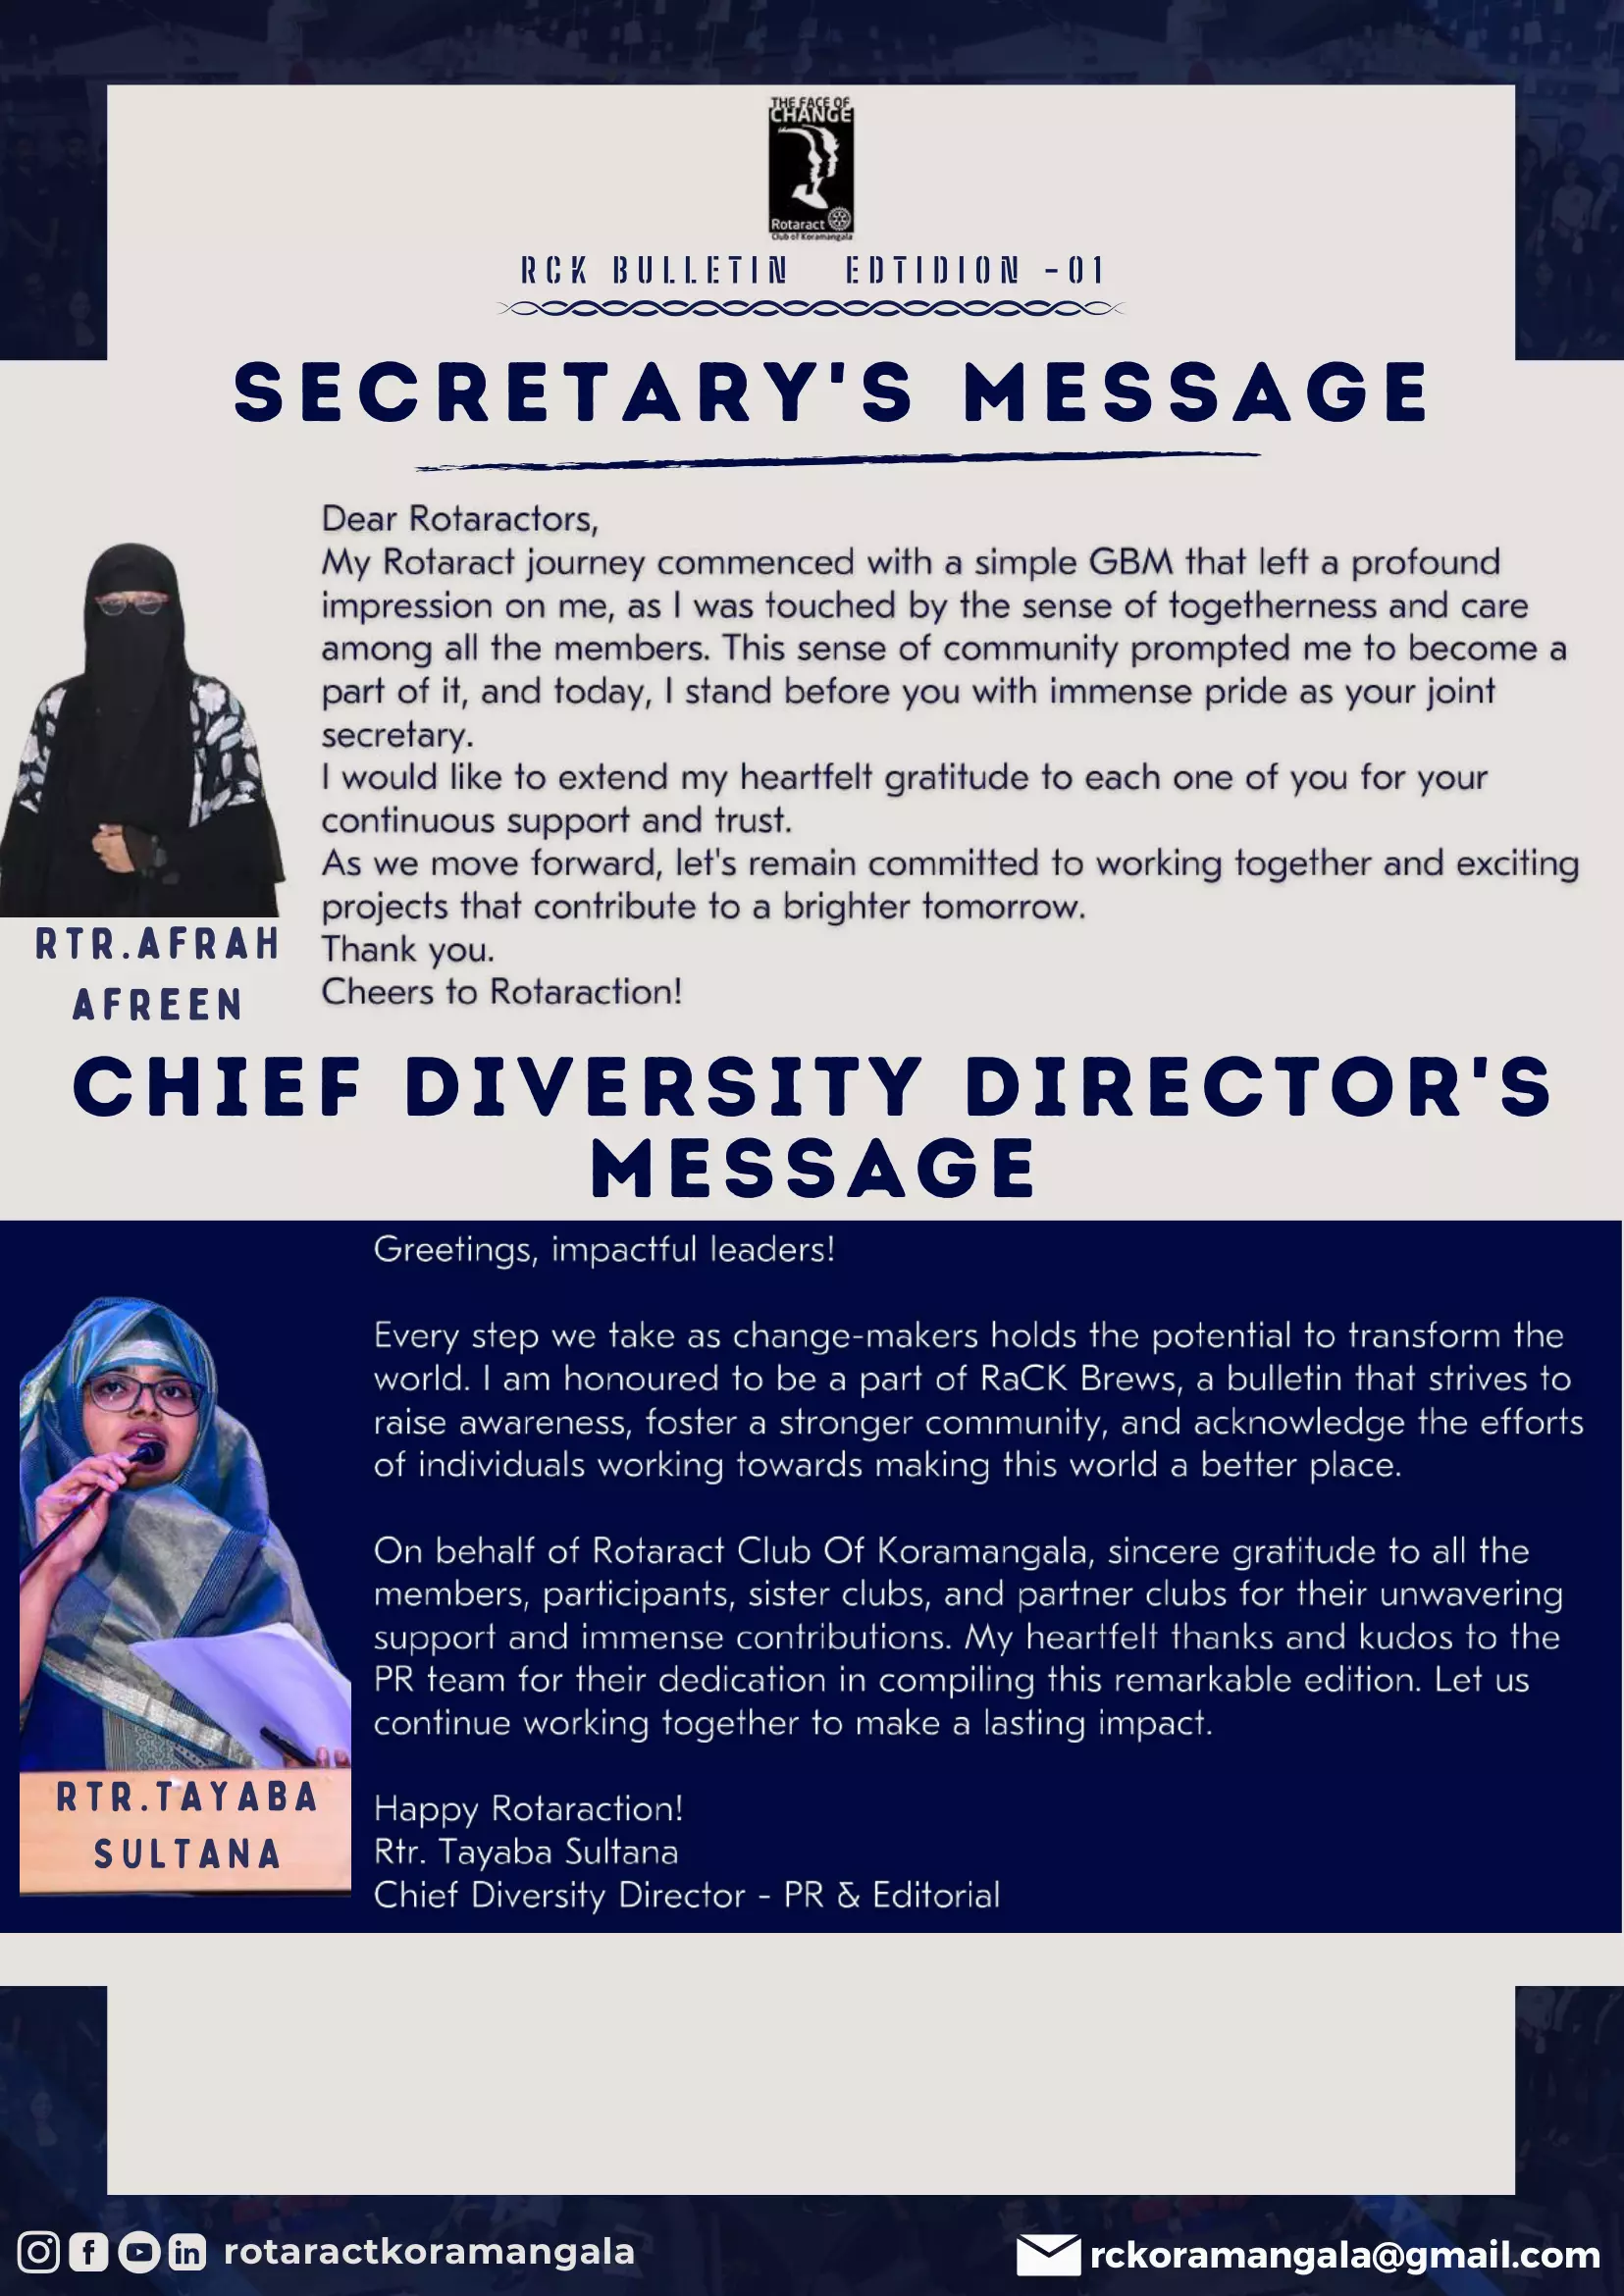 THE FACE OF
CHANGE
Rotaract
Club of Koramangala
RCK BULLETIN EDTIDION -01
SECRETARY'S MESSAGE
Dear Rotaractors,
My Rotaract journey commenced with a simple GBM that left a profound
impression on me, as I was touched by the sense of togetherness and care
among all the members. This sense of community prompted me to become a
part of it, and today, I stand before you with immense pride as your joint
secretary.
I would like to extend my heartfelt gratitude to each one of you for your
continuous support and trust.
As we move forward, let's remain committed to working together and exciting
projects that contribute to a brighter tomorrow.
Thank you.
Cheers to Rotaraction!
RTR.AFRAH
AFREEN
CHIEF DIVERSITY DIRECTOR'S
MESSAGE
Greetings, impactful leaders!
Every step we take as change-makers holds the potential to transform the
world. I am honoured to be a part of RaCK Brews, a bulletin that strives to
raise awareness, foster a stronger community, and acknowledge the efforts
of individuals working towards making this world a better place.
On behalf of Rotaract Club Of Koramangala, sincere gratitude to all the
members, participants, sister clubs, and partner clubs for their unwavering
support and immense contributions. My heartfelt thanks and kudos to the
PR team for their dedication in compiling this remarkable edition. Let us
continue working together to make a lasting impact.
Happy Rotaraction!
Rtr. Tayaba Sultana
Chief Diversity Director - PR & Editorial
RTR.TAYABA
SULTANA
rotaractkoramangala
rckoramangala@gmail.com